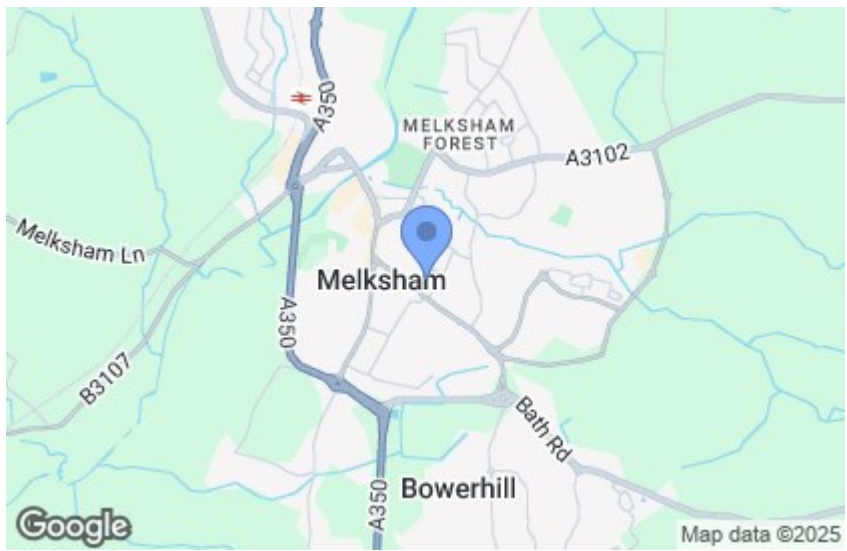 A350
MELKSHAM
FOREST
A3102
Melksham Ln
Melksham
A350
B3107
Bath Rd
Bowerhill
A350
Google
Map data ©2025